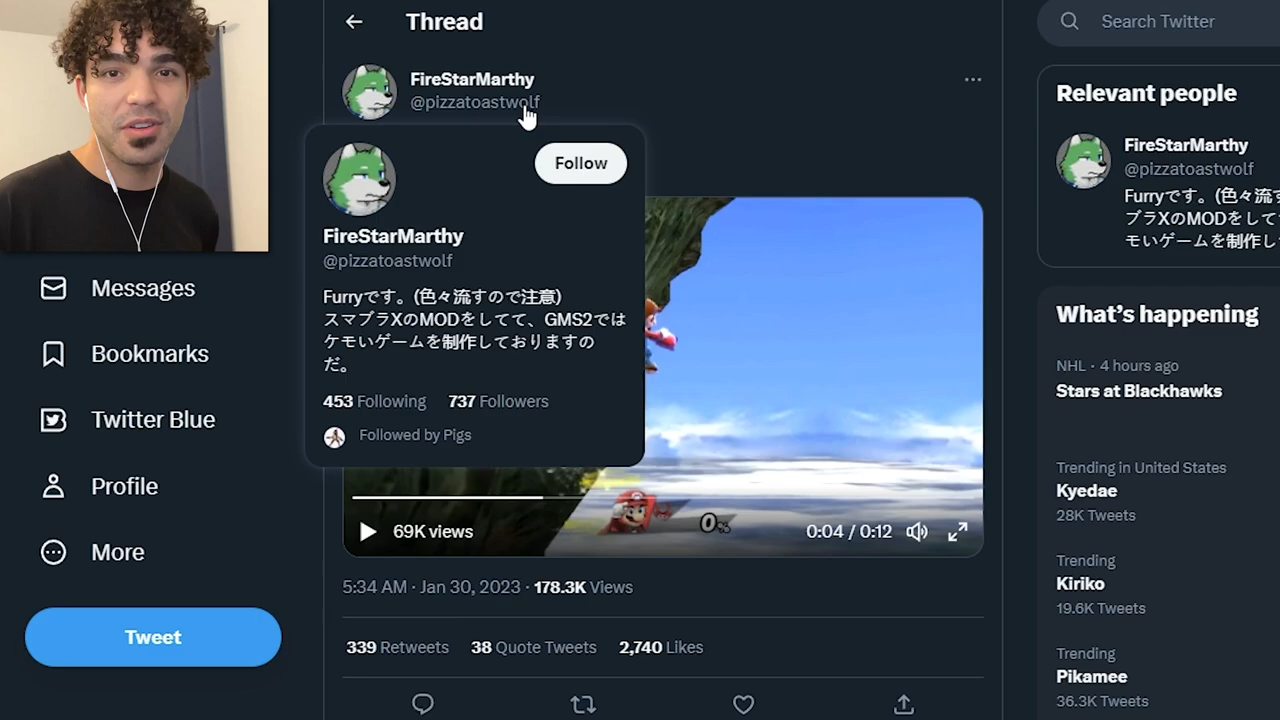 Thread
Search Twitter
FireStarMarthy
@pizzatoastwolf
Follow
FireStarMarthy
@pizzatoastwolf
Furryです。(色々流すので注意)
スマブラXのMODをしてて、GMS2では
ケモいゲームを制作しておりますの
だ。
453 Following 737 Followers
Followed by Pigs
69K views
0%
0:04 / 0:12
5:34 AM · Jan 30, 2023 · 178.3K Views
339 Retweets 38 Quote Tweets 2,740 Likes
Messages
Bookmarks
Twitter Blue
Profile
More
Tweet
Relevant people
FireStarMarthy
@pizzatoastwolf
Furryです。(色々流す
ブラXのMODをして
モいゲームを制作し
What's happening
NHL · 4 hours ago
Stars at Blackhawks
Trending in United States
Kyedae
28K Tweets
Trending
Kiriko
19.6K Tweets
Trending
Pikamee
36.3K Tweets